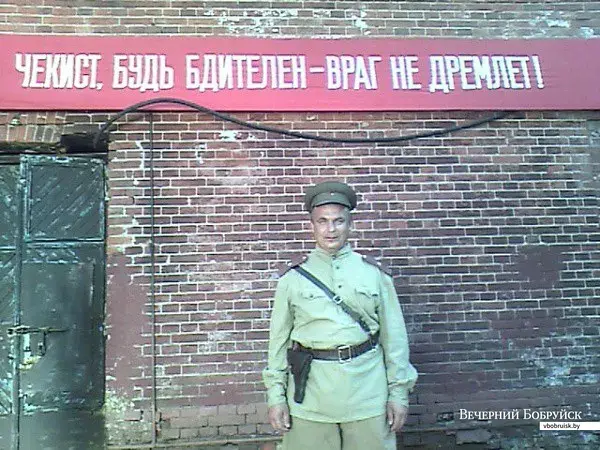 ЧЕКИСТ, БУДЬ БДИТЕЛЕН – ВРАГ НЕ ДРЕМЛЕТ!
ВЕЧЕРНИЙ БОБРУЙСК
vbobruisk.by